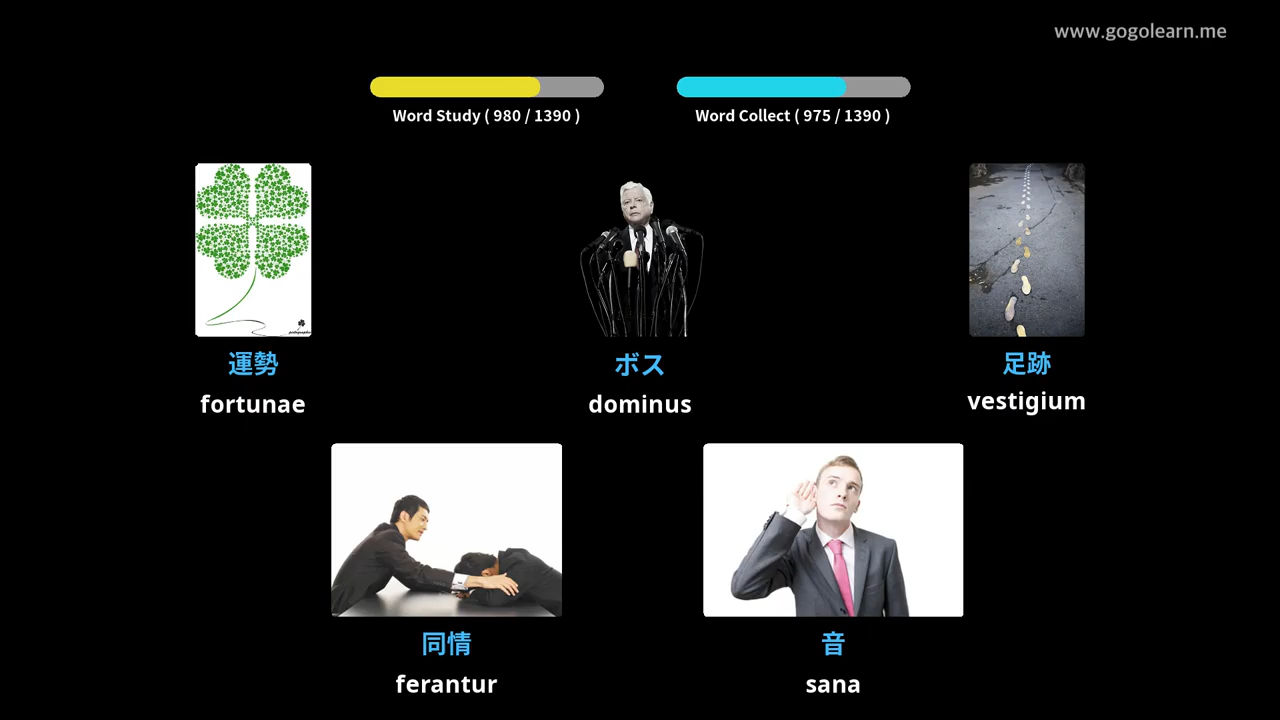 www.gogolearn.me
Word Study ( 980 / 1390 )
Word Collect ( 975 / 1390 )
運勢
ボス
足跡
fortunae
dominus
vestigium
同情
音
ferantur
sana